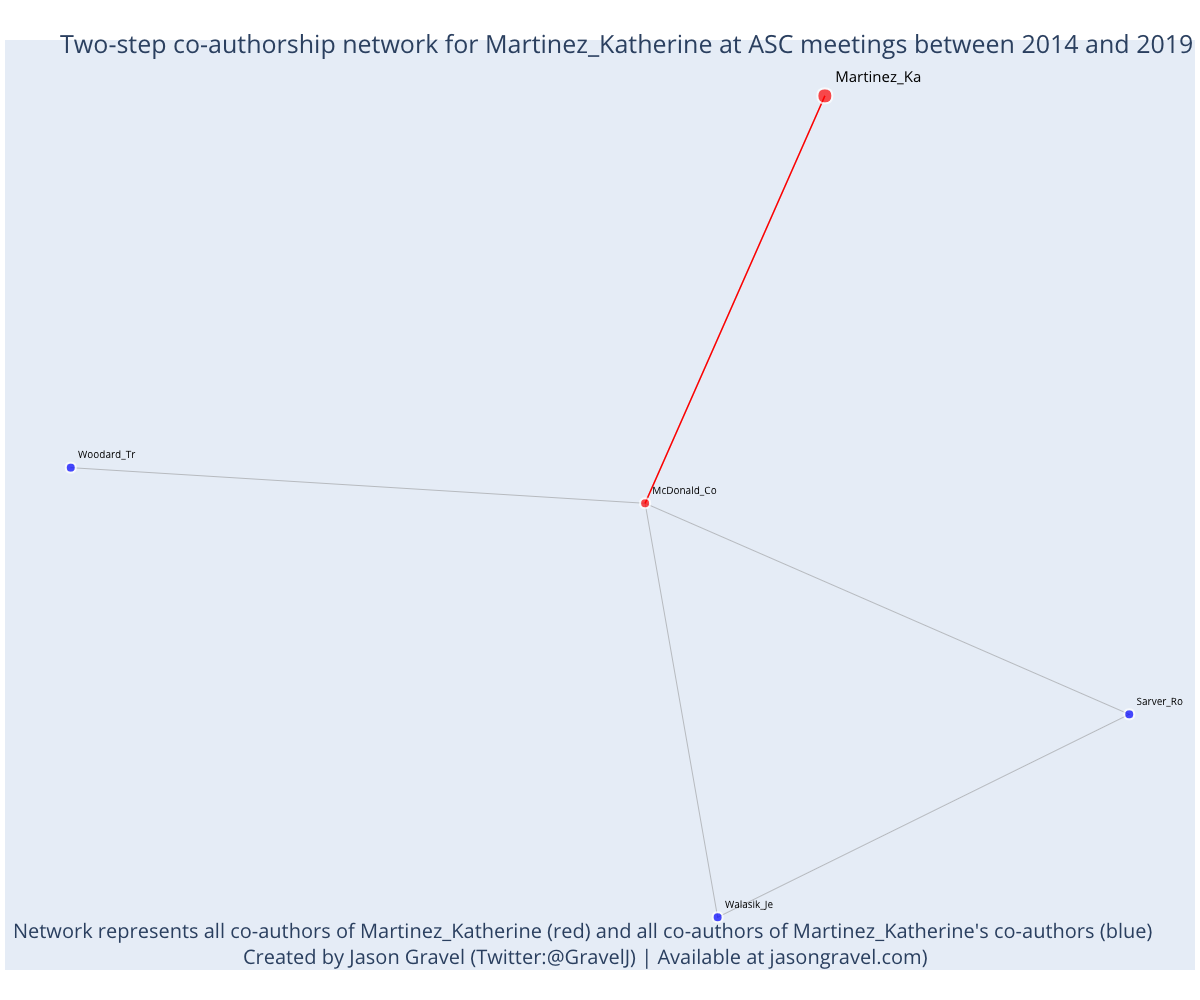 Two-step co-authorship network for Martinez_Katherine at ASC meetings between 2014 and 2019
Martinez_Ka
Woodard_Tr
McDonald_Co
Sarver_Ro
Walasik_Je
Network represents all co-authors of Martinez_Katherine (red) and all co-authors of Martinez_Katherine's co-authors (blue)
Created by Jason Gravel (Twitter:@GravelJ) | Available at jasongravel.com)